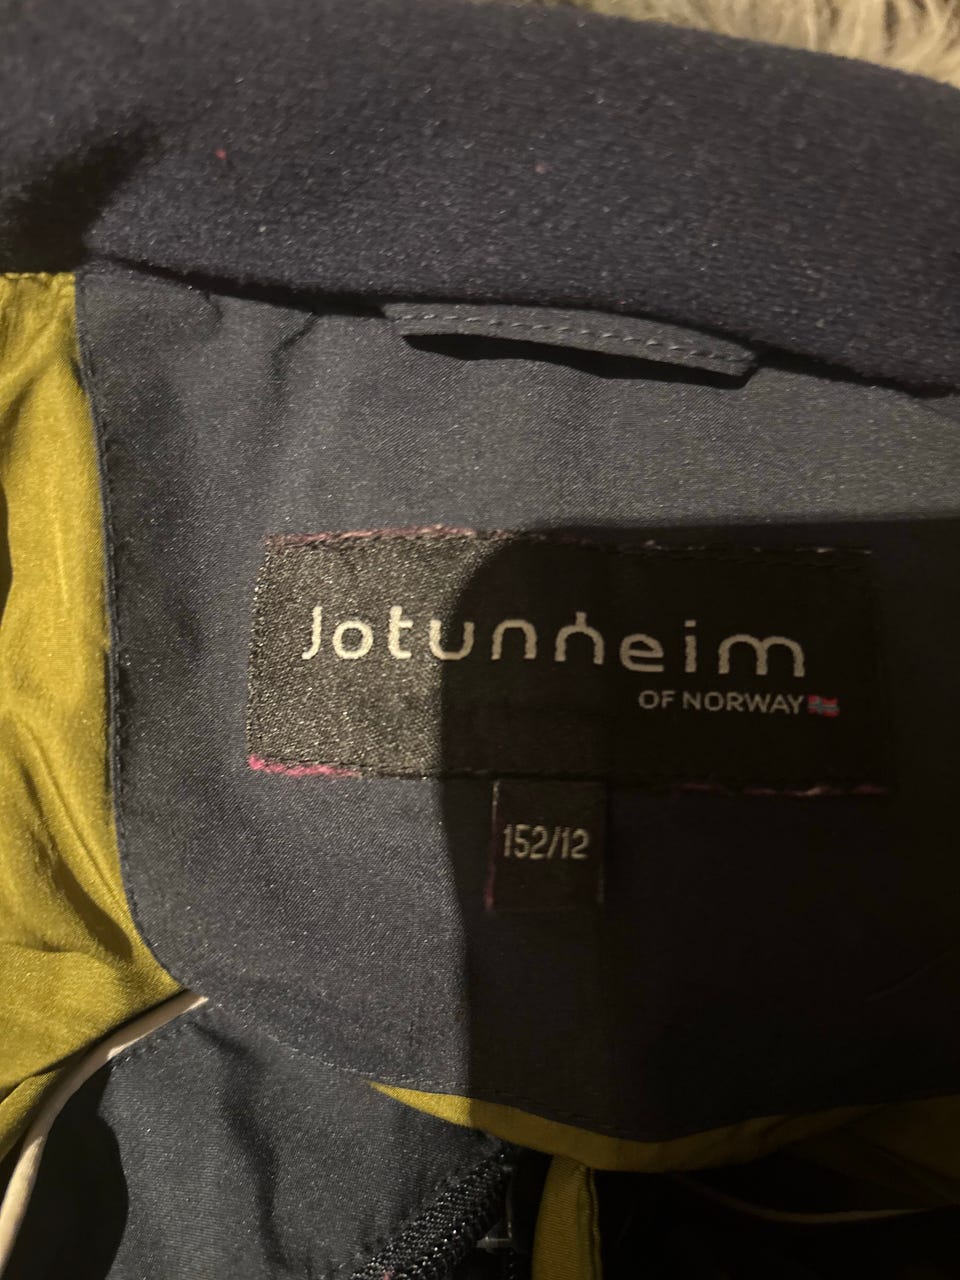 Jotunheim
OF NORWAY
152/12